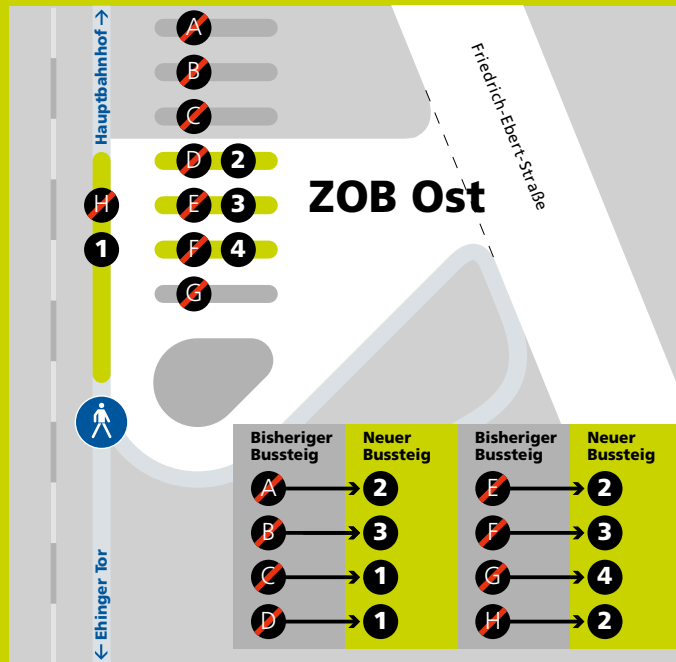 Hauptbahnhof →
A
B
C
Friedrich-Ebert-Straße
D 2
H
E 3
ZOB Ost
1
F 4
G
← Ehinger Tor
Bisheriger
Bussteig
Neuer
Bussteig
A → 2
B → 3
C → 1
D → 1
Bisheriger
Bussteig
Neuer
Bussteig
E → 2
F → 3
G → 4
H → 2